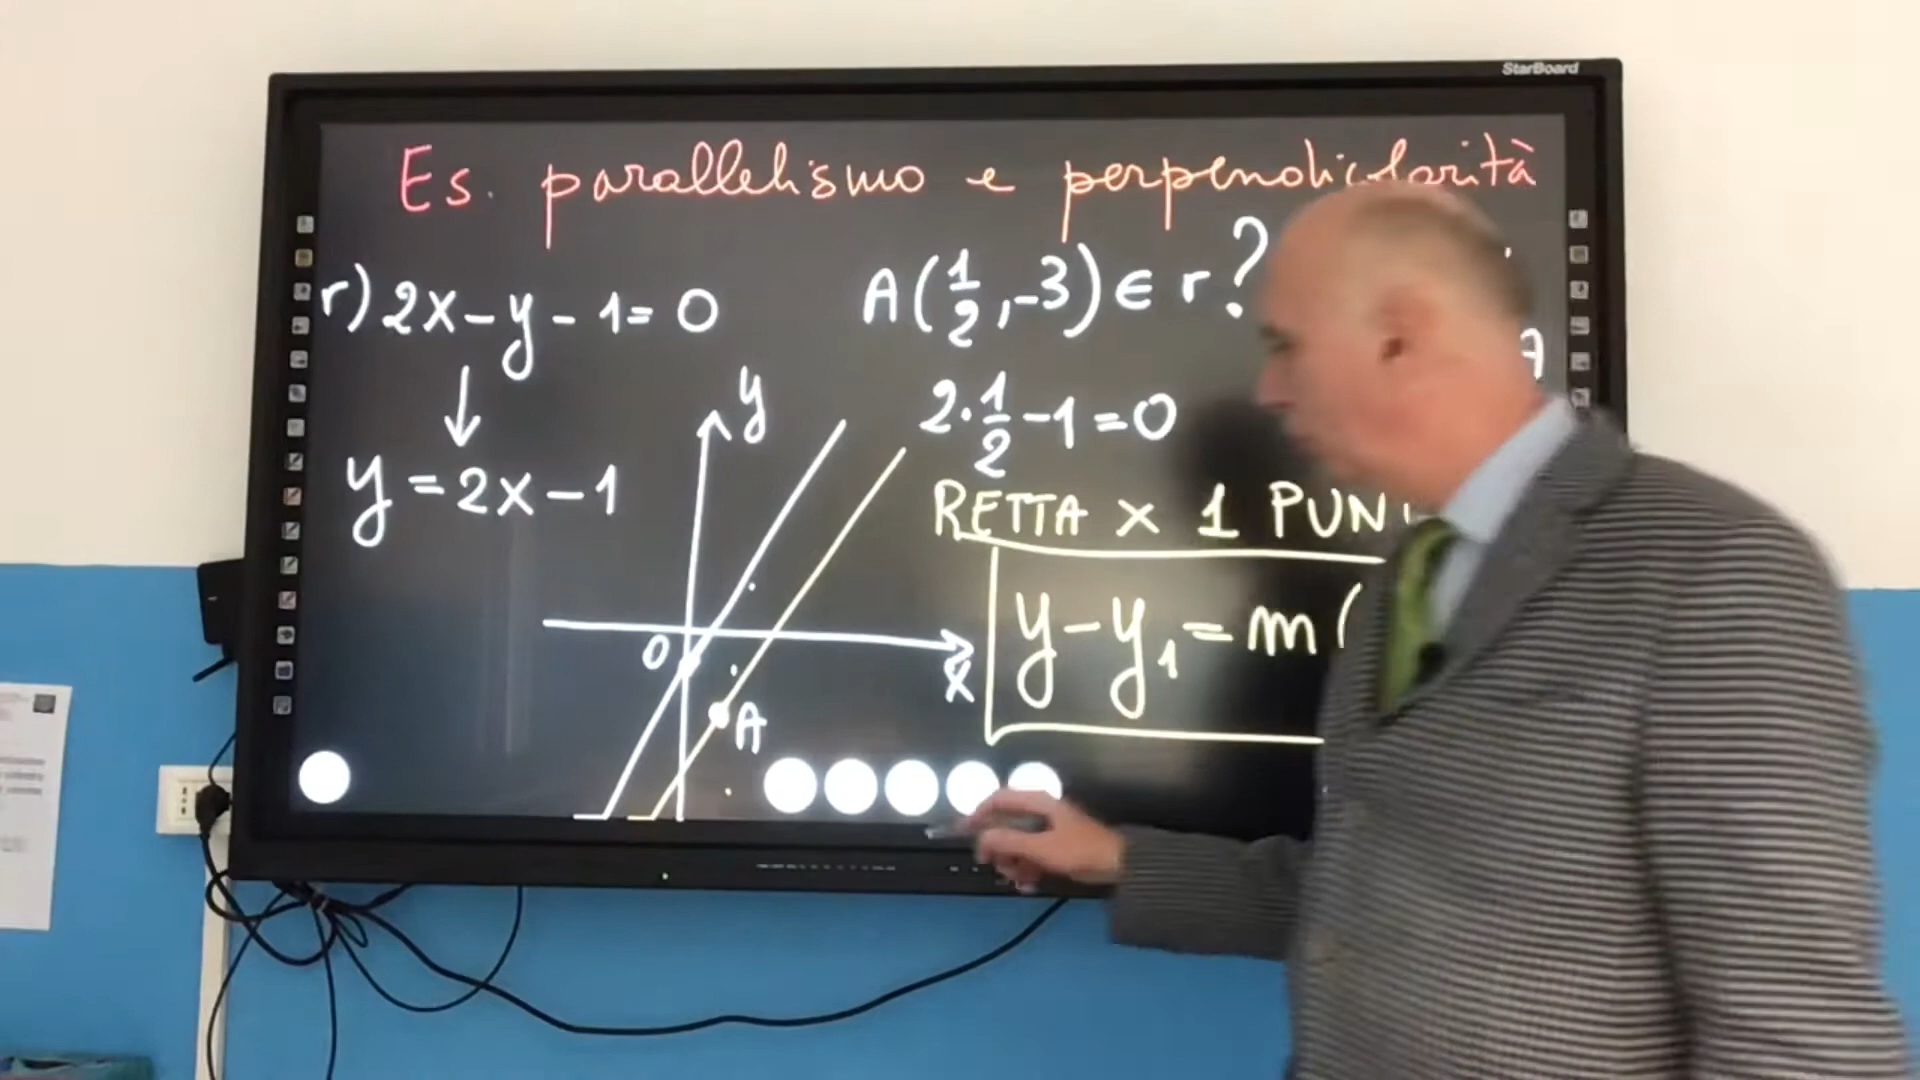 StarBoard
Es. parallelismo e perpendicolarità
r) 2x-y-1=0
A(1/2,-3)∈ r?
y=2x-1
y
2·1/2-1=0
RETTA x 1 PUN
y-y₁=m(
O
x
A